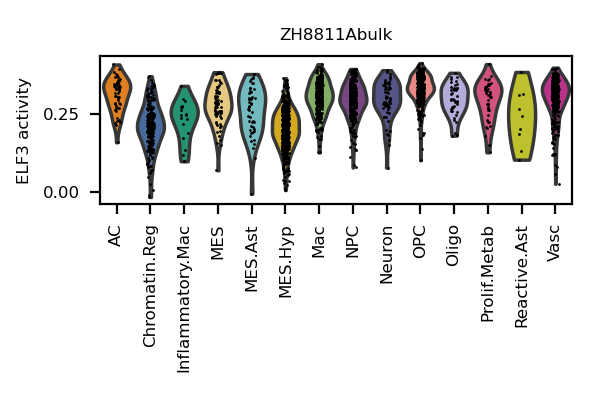 ZH8811Abulk
ELF3 activity
0.25
0.00
AC
Chromatin.Reg
Inflammatory.Mac
MES
MES.Ast
MES.Hyp
Mac
NPC
Neuron
OPC
Oligo
Prolif.Metab
Reactive.Ast
Vasc